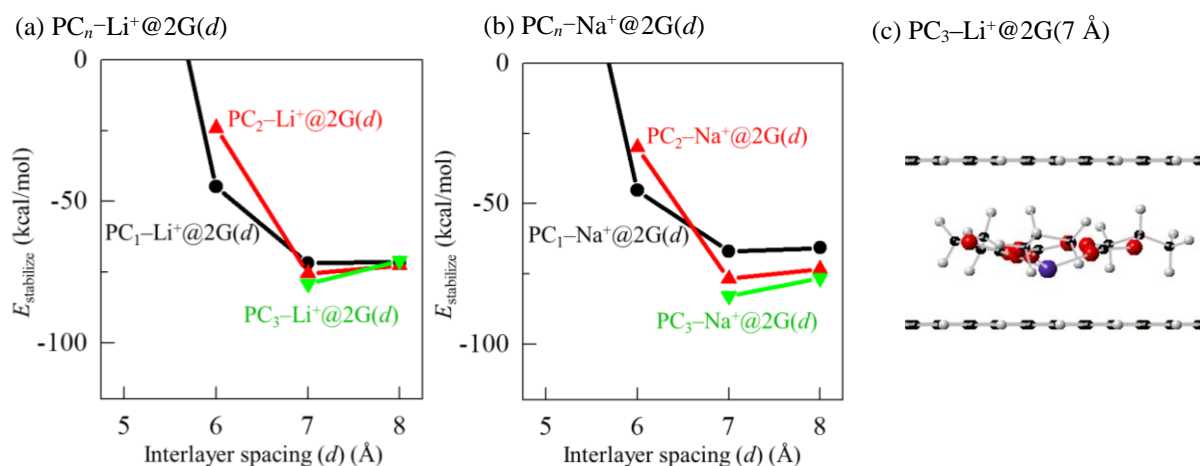 (a) PCₙ–Li⁺@2G(d)
0
-50
-100
E_stabilize (kcal/mol)
PC₂–Li⁺@2G(d)
PC₁–Li⁺@2G(d)
PC₃–Li⁺@2G(d)
5 6 7 8
Interlayer spacing (d) (Å)
(b) PCₙ–Na⁺@2G(d)
0
-50
-100
E_stabilize (kcal/mol)
PC₂–Na⁺@2G(d)
PC₁–Na⁺@2G(d)
PC₃–Na⁺@2G(d)
5 6 7 8
Interlayer spacing (d) (Å)
(c) PC₃–Li⁺@2G(7 Å)